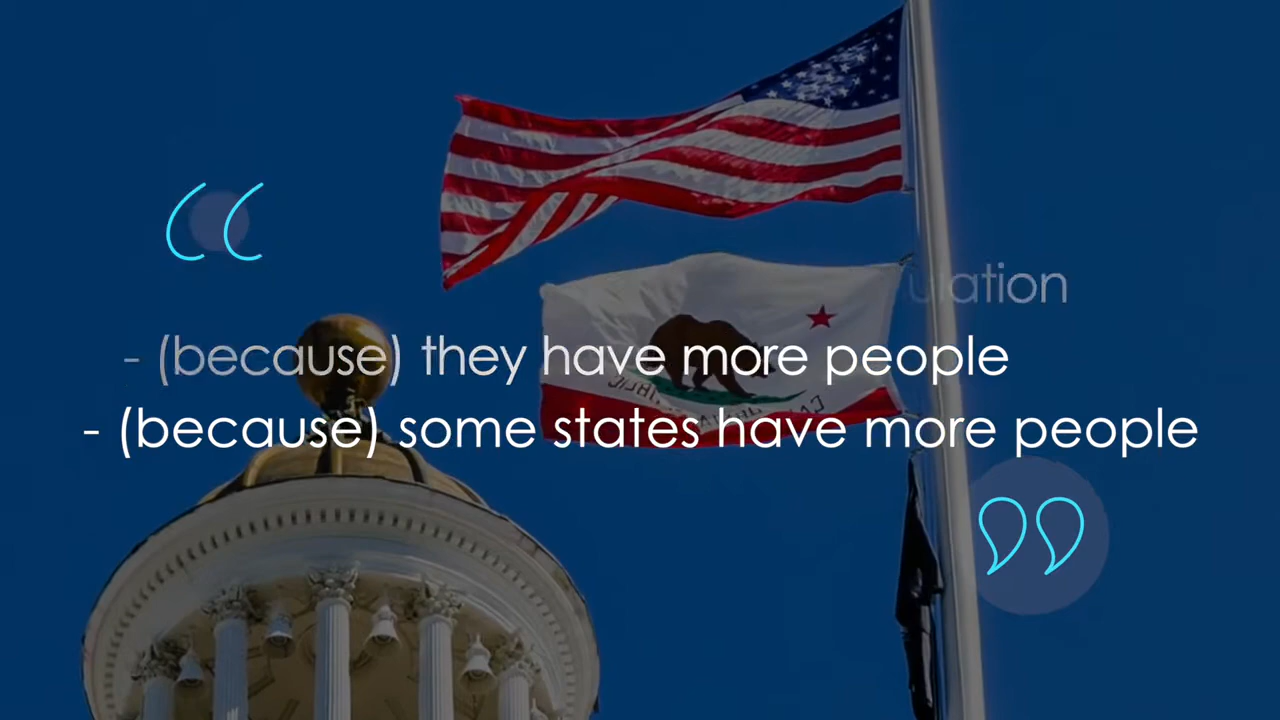 - (because) they have more people
- (because) some states have more people